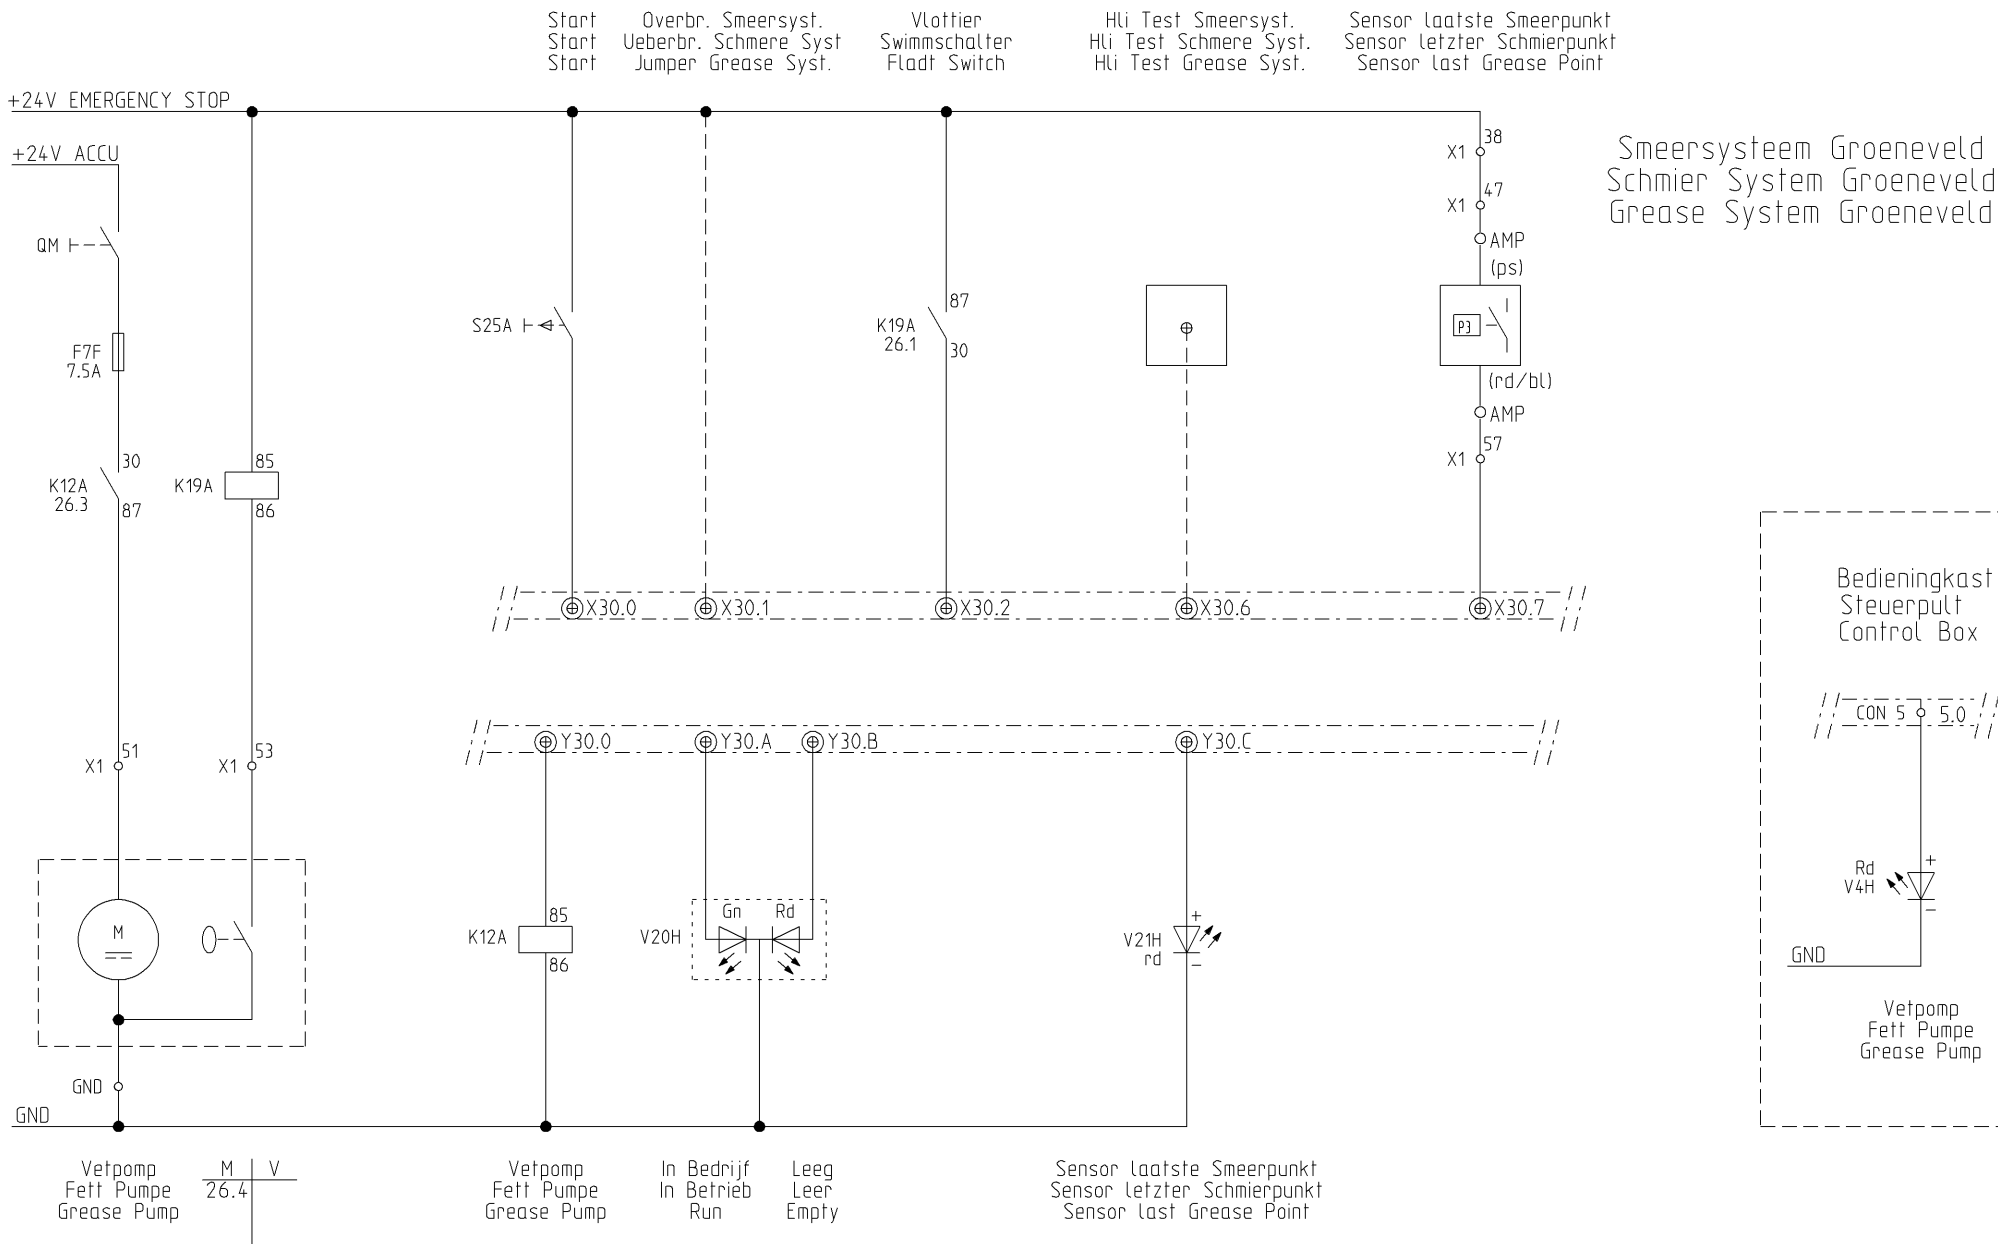 Start
Start
Start
Overbr. Smeersyst.
Ueberbr. Schmere Syst
Jumper Grease Syst.
Vlottier
Swimmschalter
Fladt Switch
Hli Test Smeersyst.
Hli Test Schmere Syst.
Hli Test Grease Syst.
Sensor laatste Smeerpunkt
Sensor letzter Schmierpunkt
Sensor last Grease Point
+24V EMERGENCY STOP
+24V ACCU
Smeersysteem Groeneveld
Schmier System Groeneveld
Grease System Groeneveld
X1 38
X1 47
AMP
(ps)
QM
S25A
K19A
26.1
87
30
P3
(rd/bl)
AMP
X1 57
F7F
7.5A
K12A
26.3
30
87
K19A
85
86
X30.0
X30.1
X30.2
X30.6
X30.7
Bedieningkast
Steuerpult
Control Box
CON 5 5.0
Y30.0
Y30.A
Y30.B
Y30.C
X1 51
X1 53
M
K12A
85
86
V20H
Gn
Rd
V21H
rd
+
-
Rd
V4H
+
-
GND
Vetpomp
Fett Pumpe
Grease Pump
GND
GND
Vetpomp
Fett Pumpe
Grease Pump
M V
26.4
Vetpomp
Fett Pumpe
Grease Pump
In Bedrijf
In Betrieb
Run
Leeg
Leer
Empty
Sensor laatste Smeerpunkt
Sensor letzter Schmierpunkt
Sensor last Grease Point